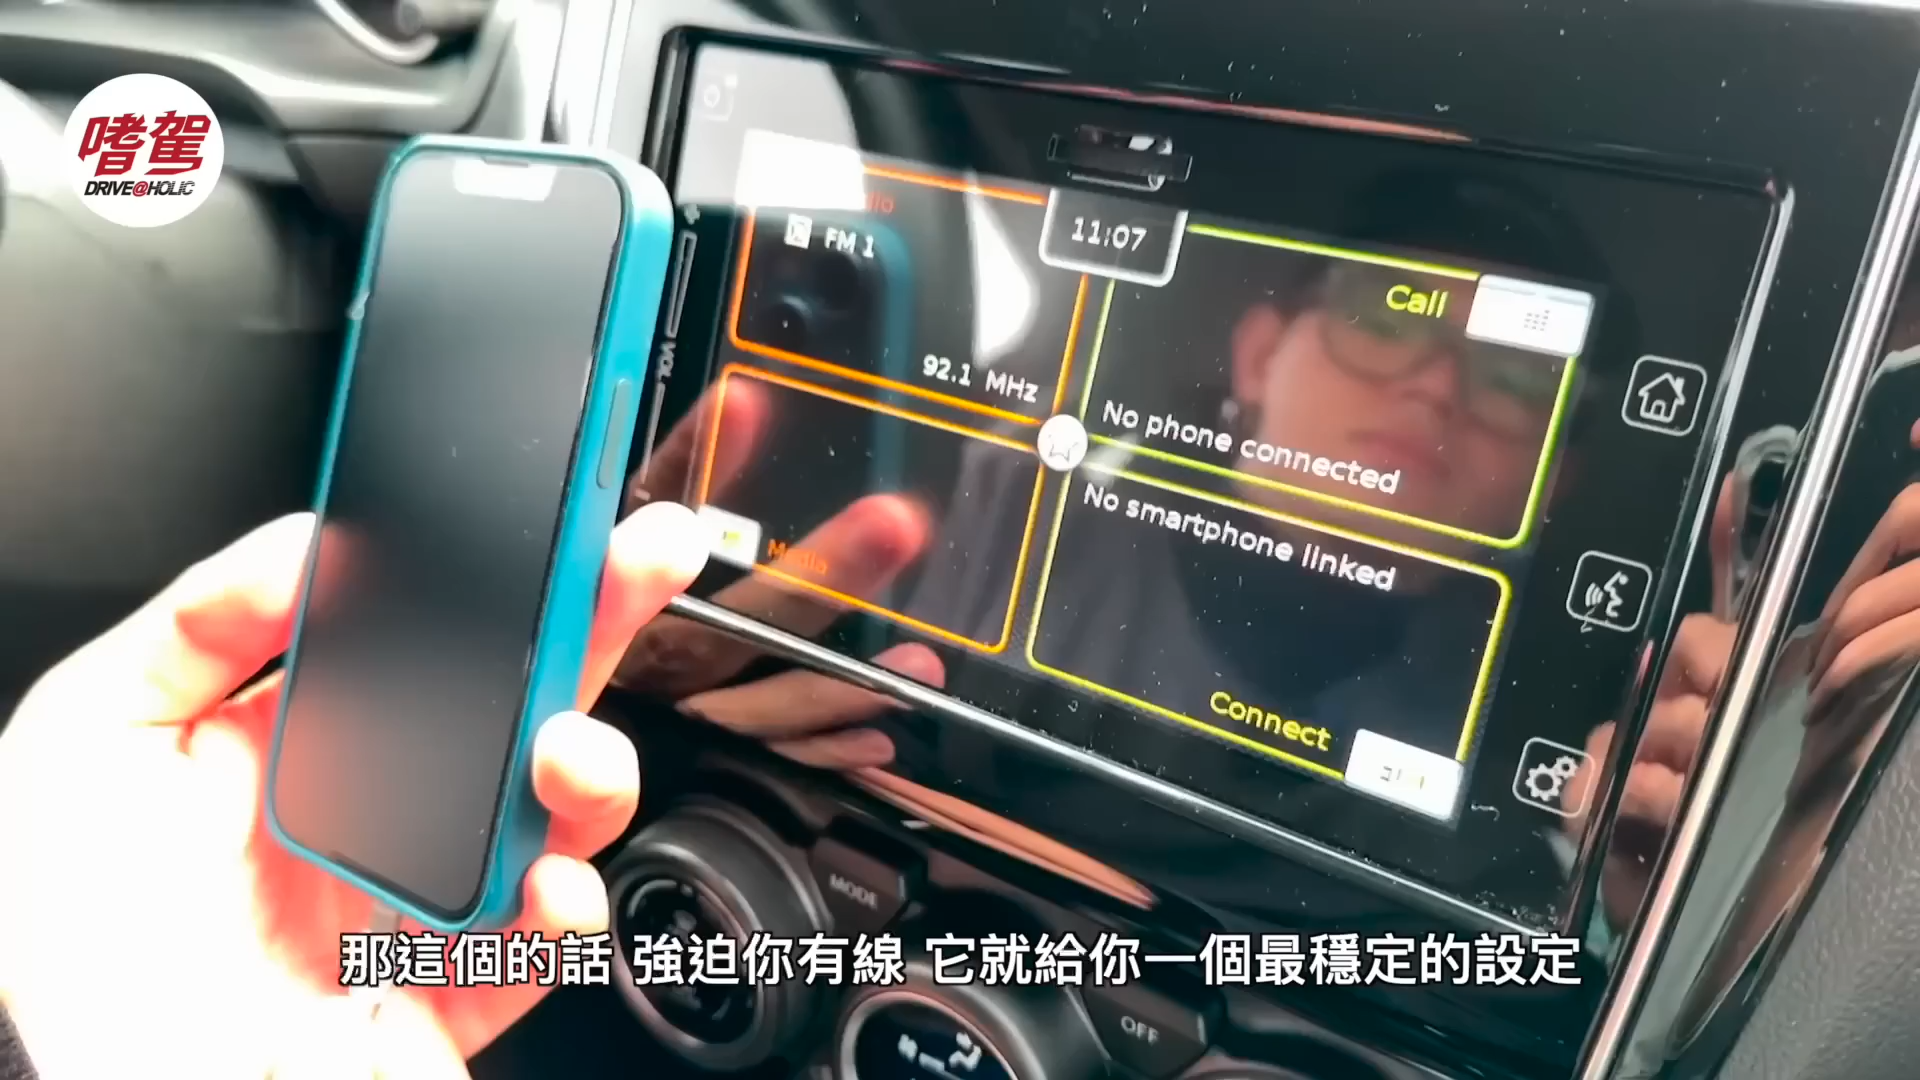 嗜駕
DRIVE@HOLIC
11:07
FM 1
92.1 MHz
Call
No phone connected
No smartphone linked
VOL
Media
Connect
MODE
OFF
那這個的話 強迫你有線 它就給你一個最穩定的設定